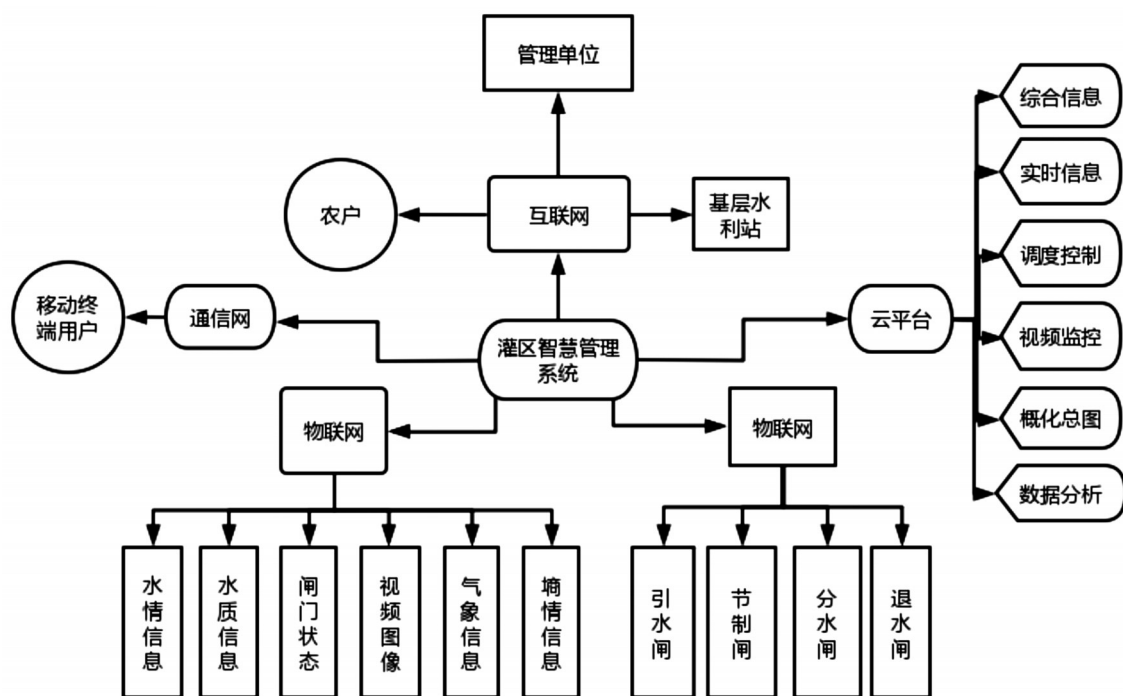 管理单位
综合信息
实时信息
农户
互联网
基层水
利站
调度控制
移动终
端用户
通信网
云平台
视频监控
灌区智慧管理
系统
物联网
物联网
概化总图
数据分析
水情信息
水质信息
闸门状态
视频图像
气象信息
墒情信息
引水闸
节制闸
分水闸
退水闸